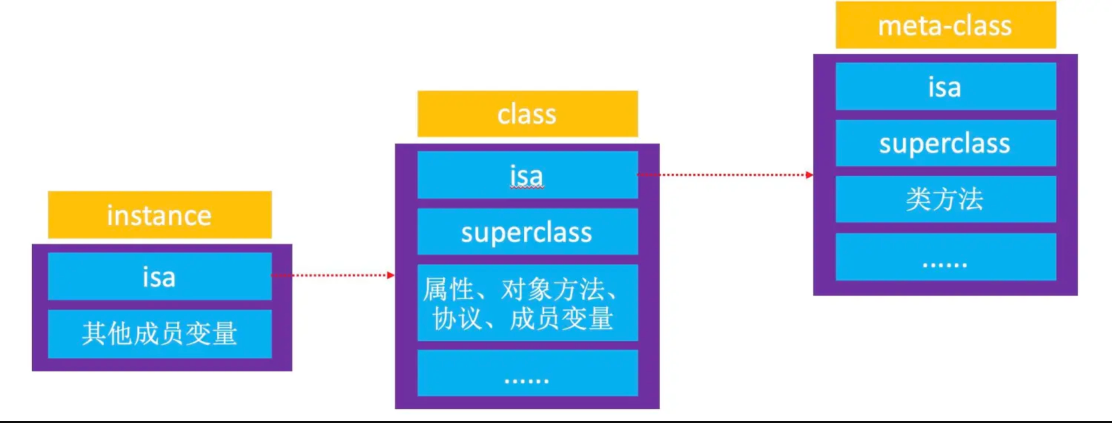 instance
isa
其他成员变量
class
isa
superclass
属性、对象方法、
协议、成员变量
......
meta-class
isa
superclass
类方法
......